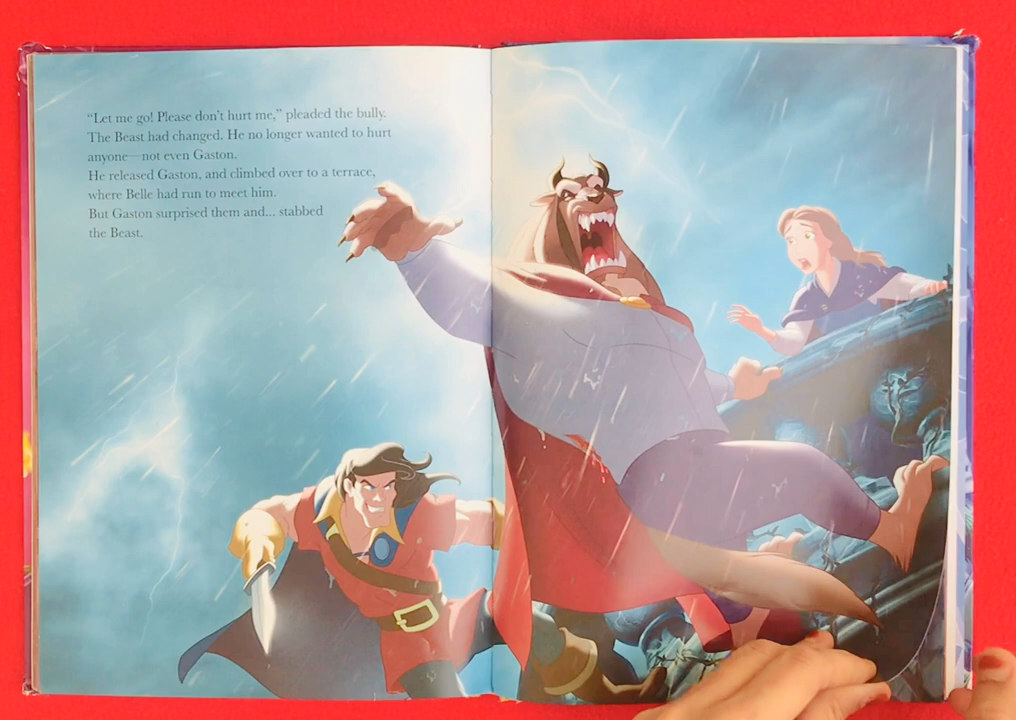 “Let me go! Please don’t hurt me,” pleaded the bully.
The Beast had changed. He no longer wanted to hurt
anyone—not even Gaston.
He released Gaston, and climbed over to a terrace,
where Belle had run to meet him.
But Gaston surprised them and... stabbed
the Beast.